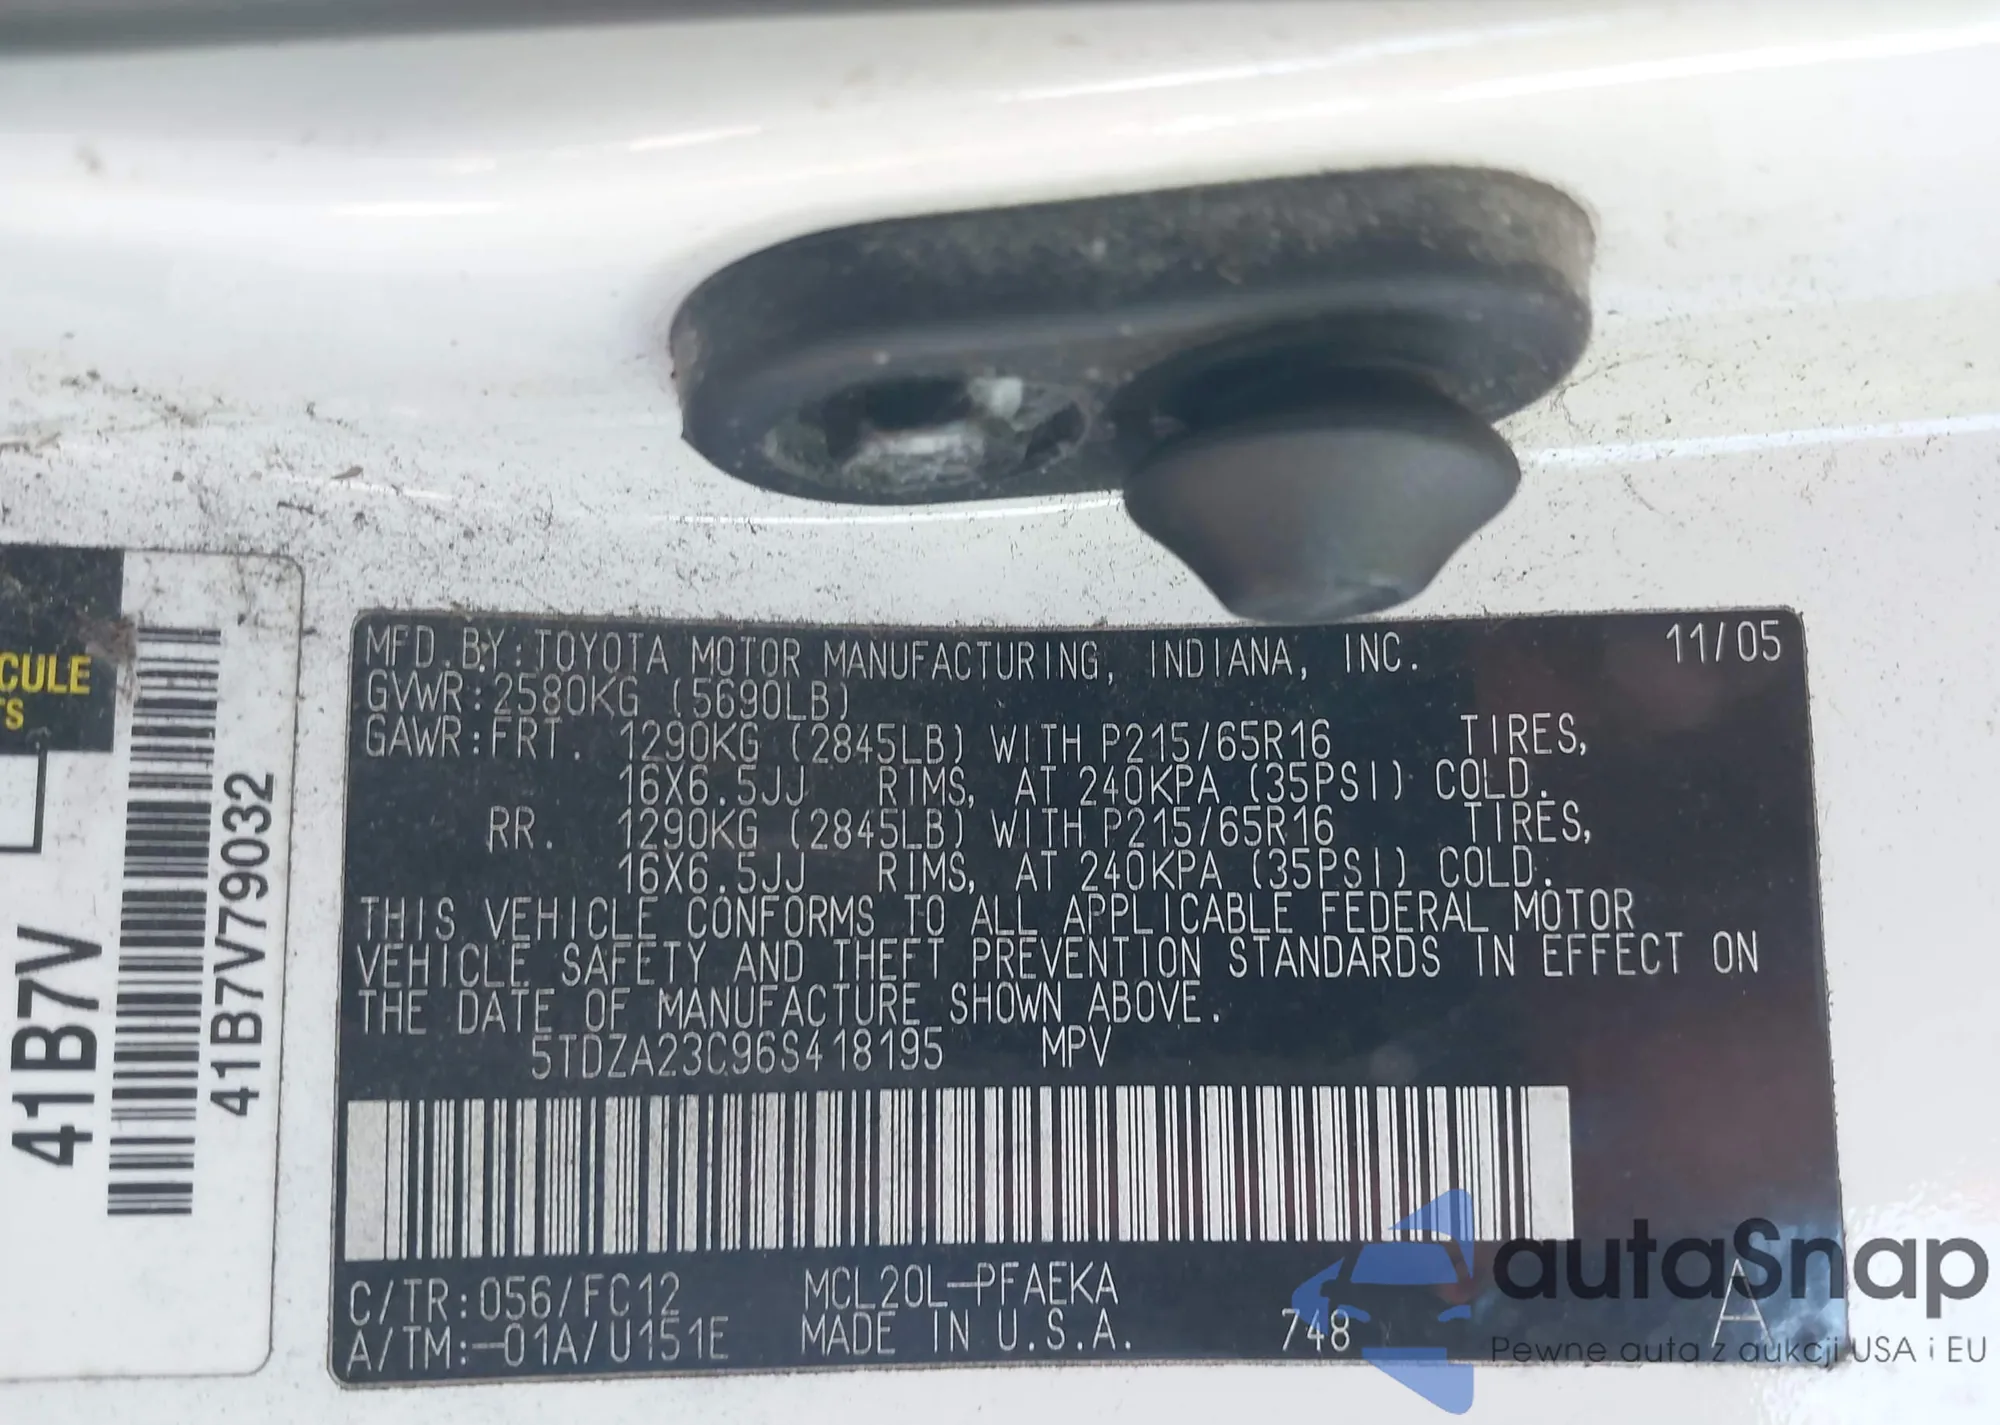 MFD.BY:TOYOTA MOTOR MANUFACTURING, INDIANA, INC. 11/05
GVWR:2580KG (5690LB)
GAWR:FRT. 1290KG (2845LB) WITH P215/65R16 TIRES,
16X6.5JJ RIMS, AT 240KPA (35PSI) COLD.
RR. 1290KG (2845LB) WITH P215/65R16 TIRES,
16X6.5JJ RIMS, AT 240KPA (35PSI) COLD.
THIS VEHICLE CONFORMS TO ALL APPLICABLE FEDERAL MOTOR
VEHICLE SAFETY AND THEFT PREVENTION STANDARDS IN EFFECT ON
THE DATE OF MANUFACTURE SHOWN ABOVE.
5TDZA23C96S418195 MPV
C/TR:056/FC12 MCL20L-PFAEKA
A/TM:-01A/U151E MADE IN U.S.A. 748 A
CULE
TS
41B7V
41B7V79032
autaSnap
Pewne auta z aukcji USA i EU